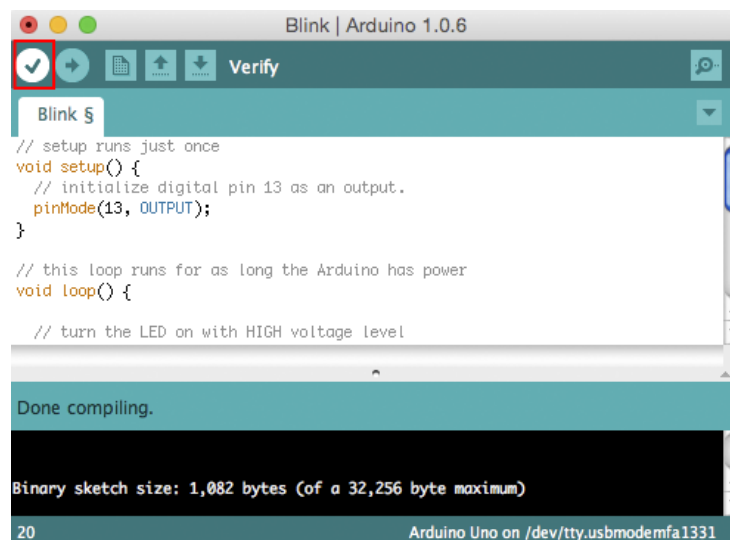 Blink | Arduino 1.0.6
Verify
Blink §
// setup runs just once
void setup() {
  // initialize digital pin 13 as an output.
  pinMode(13, OUTPUT);
}
// this loop runs for as long the Arduino has power
void loop() {
  // turn the LED on with HIGH voltage level
Done compiling.
Binary sketch size: 1,082 bytes (of a 32,256 byte maximum)
20 Arduino Uno on /dev/tty.usbmodemfa1331